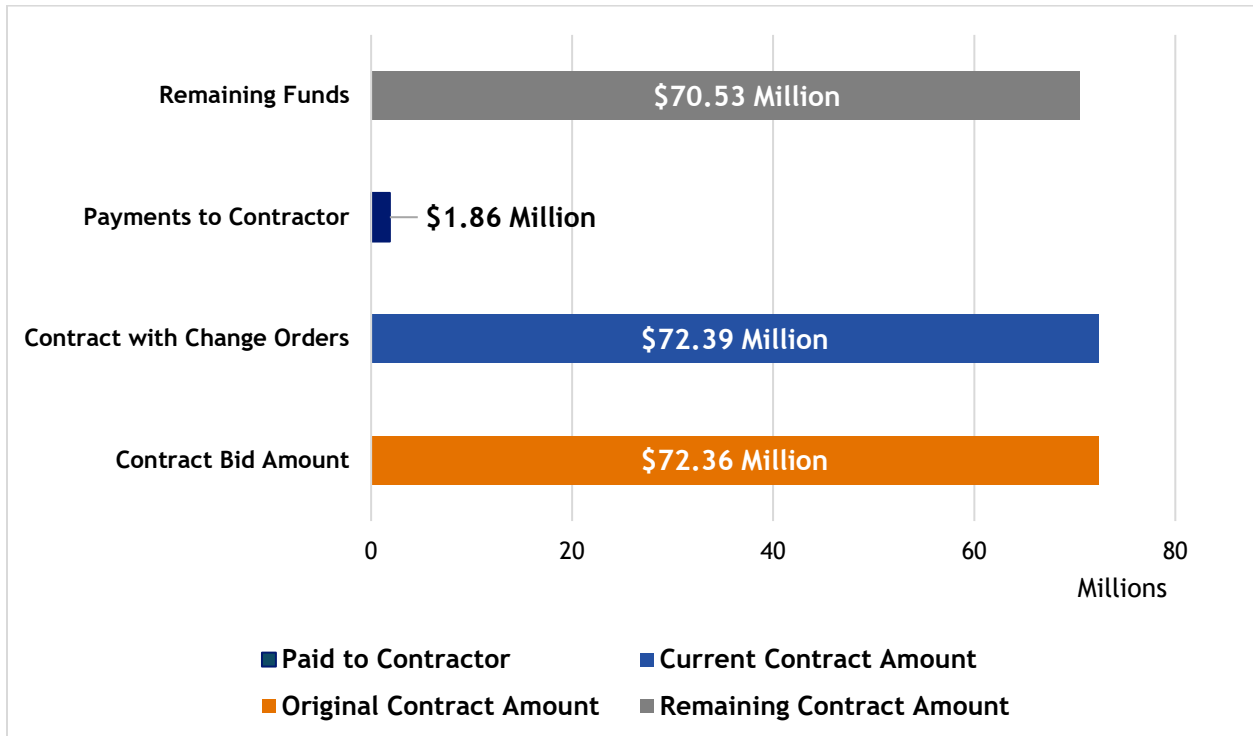 Remaining Funds
$70.53 Million
Payments to Contractor
$1.86 Million
Contract with Change Orders
$72.39 Million
Contract Bid Amount
$72.36 Million
0 20 40 60 80
Millions
Paid to Contractor Current Contract Amount
Original Contract Amount Remaining Contract Amount